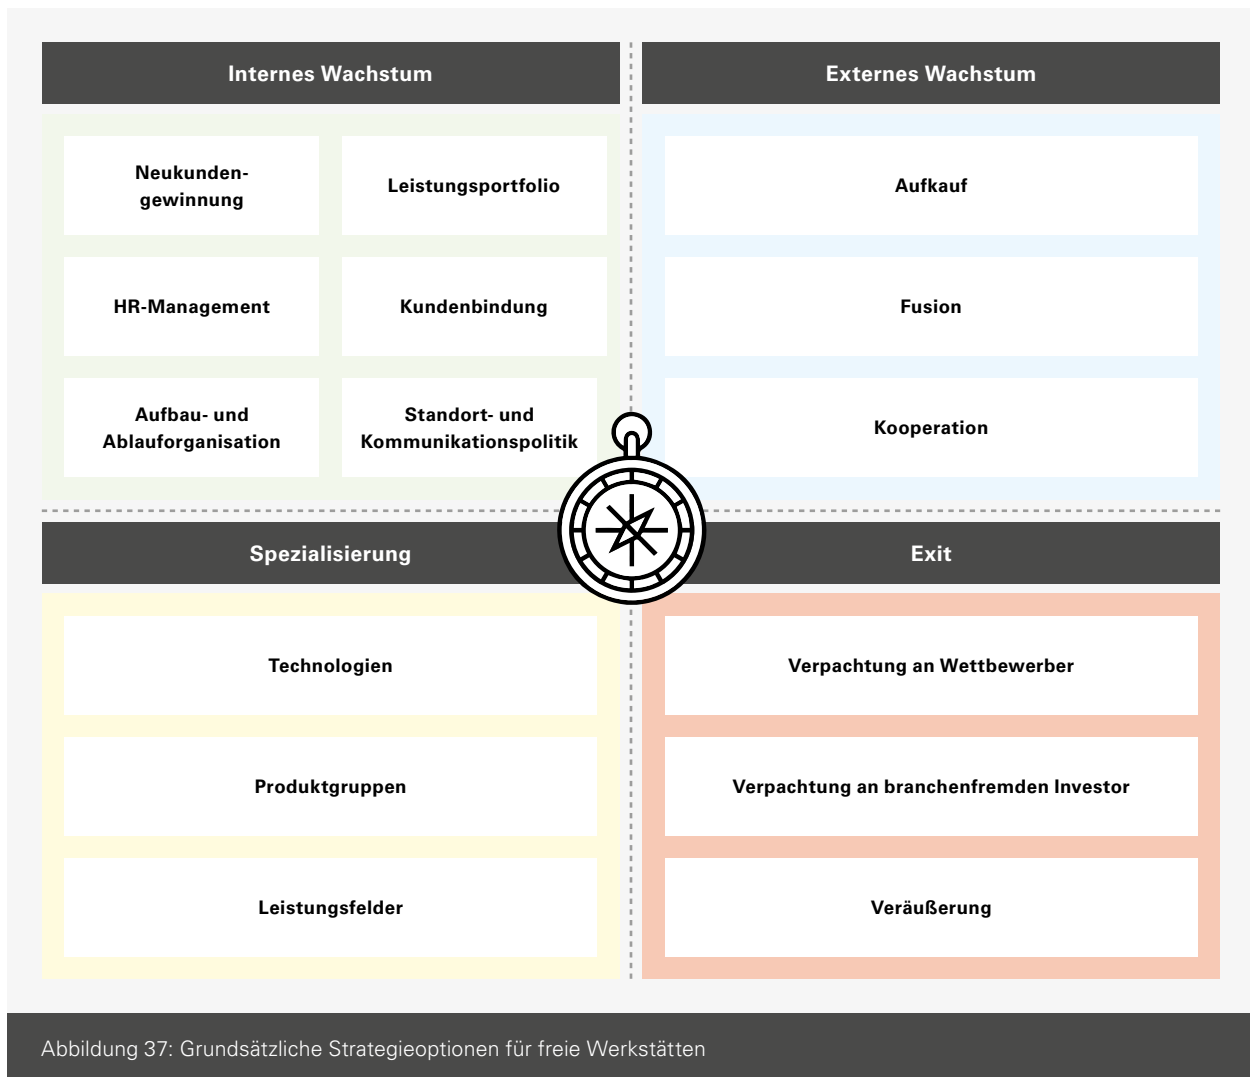 Internes Wachstum
Externes Wachstum
Neukunden-
gewinnung
Leistungsportfolio
HR-Management
Kundenbindung
Aufbau- und
Ablauforganisation
Standort- und
Kommunikationspolitik
Aufkauf
Fusion
Kooperation
Spezialisierung
Exit
Technologien
Produktgruppen
Leistungsfelder
Verpachtung an Wettbewerber
Verpachtung an branchenfremden Investor
Veräußerung
Abbildung 37: Grundsätzliche Strategieoptionen für freie Werkstätten